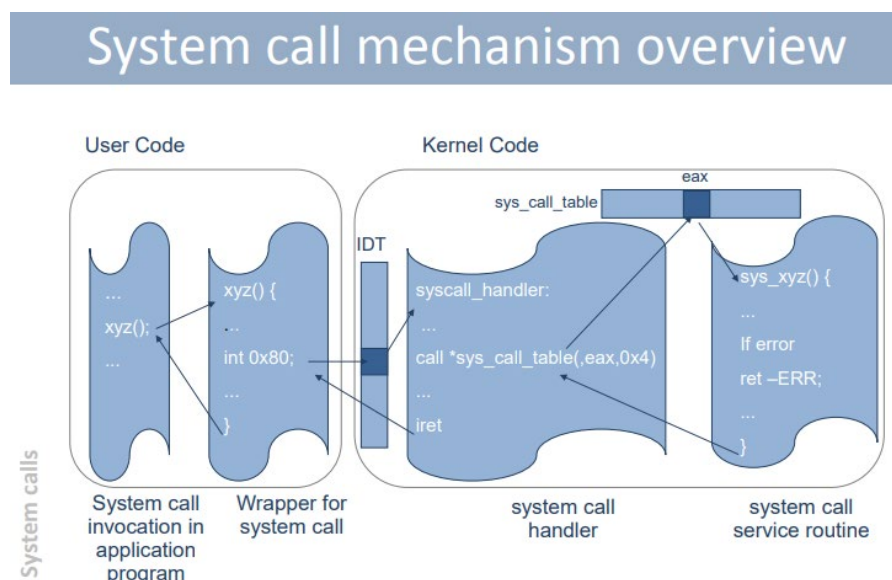 System call mechanism overview
User Code
Kernel Code
eax
sys_call_table
IDT
...
xyz();
...
xyz() {
...
int 0x80;
...
}
syscall_handler:
...
call *sys_call_table(,eax,0x4)
...
iret
sys_xyz() {
...
If error
ret –ERR;
...
}
System call
invocation in
application
program
Wrapper for
system call
system call
handler
system call
service routine
System calls